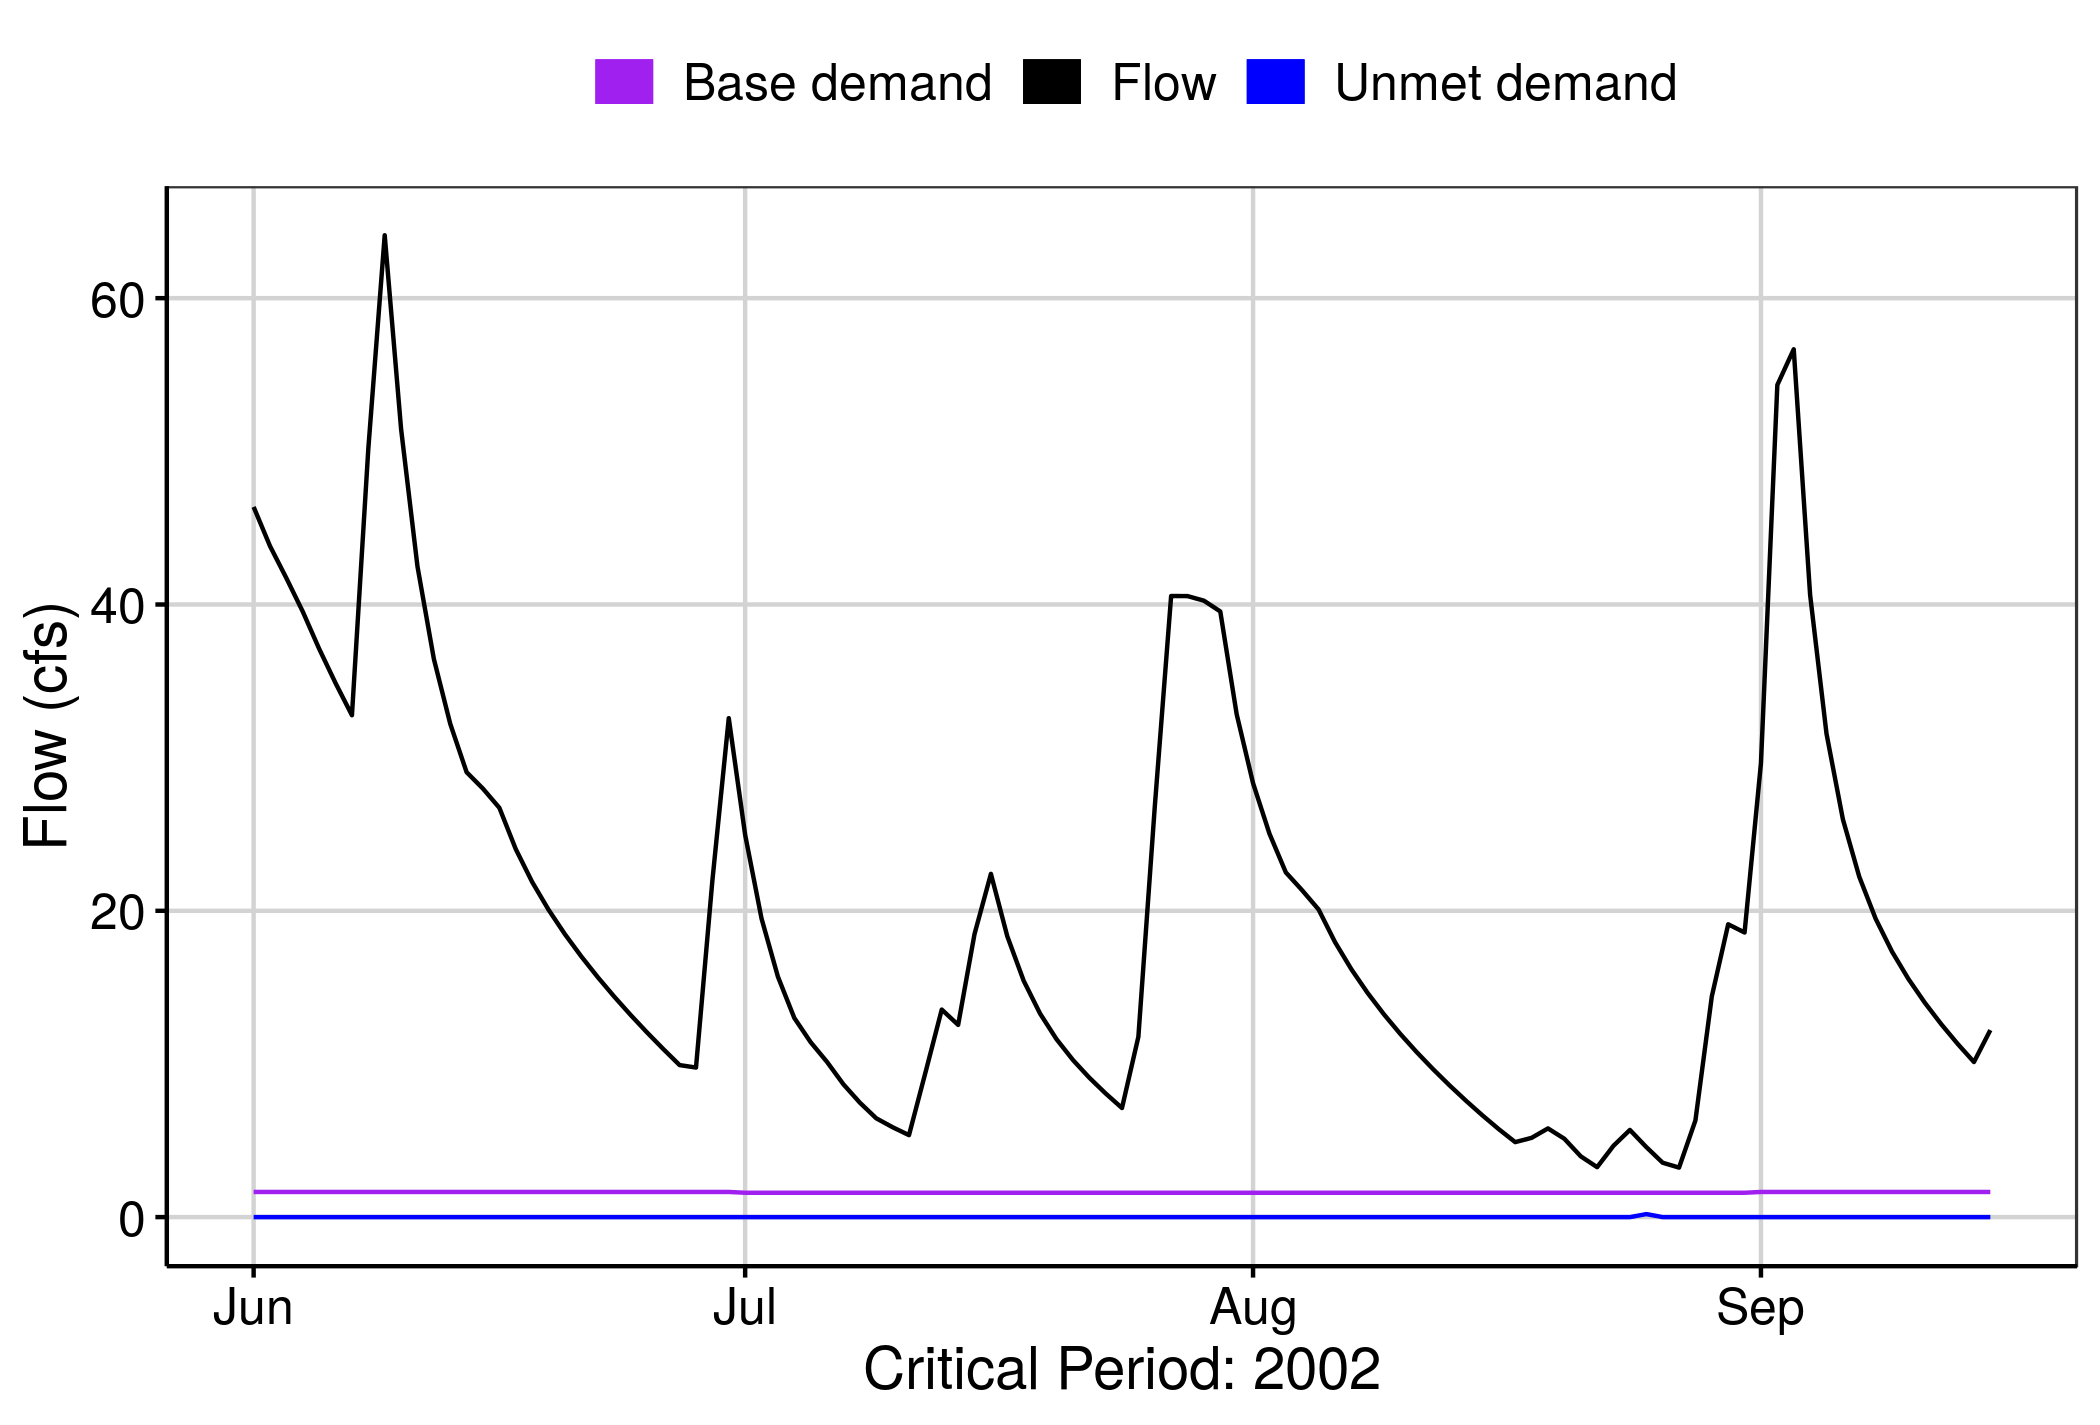 Base demand Flow Unmet demand
Flow (cfs)
60
40
20
0
Jun Jul Aug Sep
Critical Period: 2002